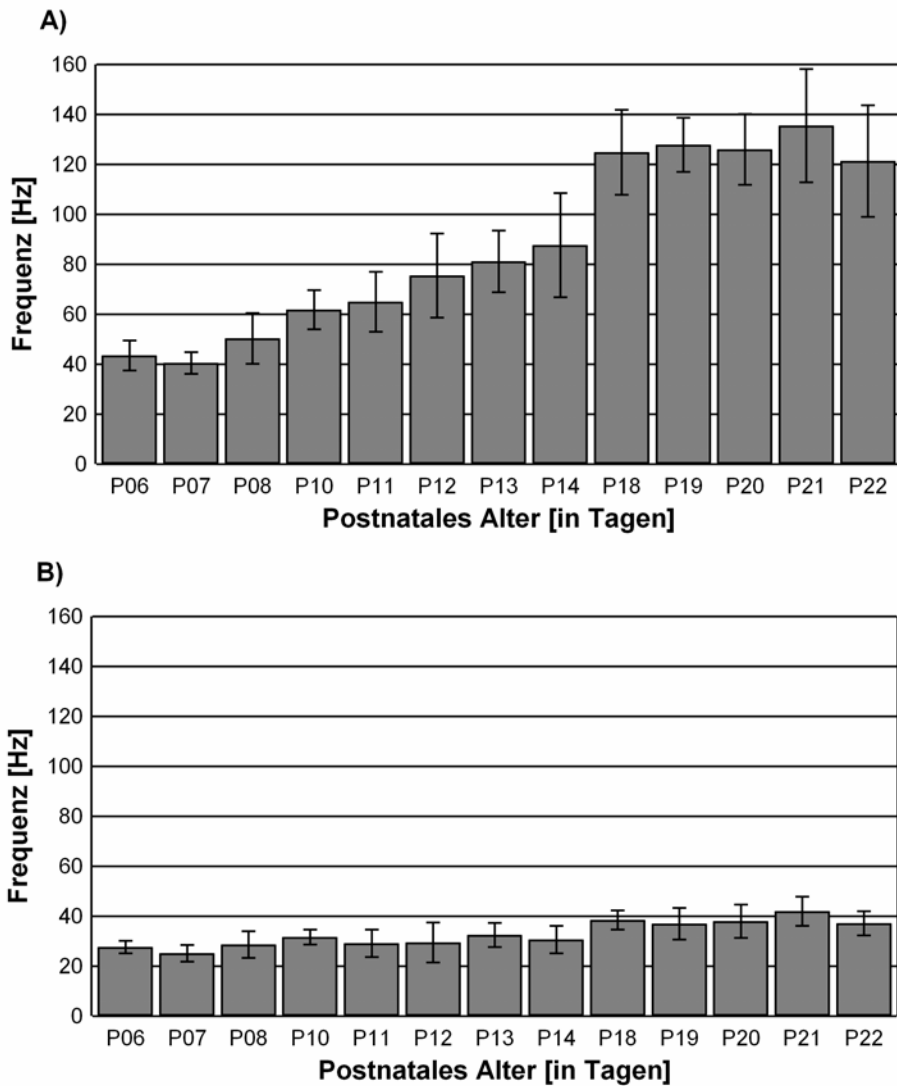 A)
Frequenz [Hz]
160
140
120
100
80
60
40
20
0
P06 P07 P08 P10 P11 P12 P13 P14 P18 P19 P20 P21 P22
Postnatales Alter [in Tagen]
B)
Frequenz [Hz]
160
140
120
100
80
60
40
20
0
P06 P07 P08 P10 P11 P12 P13 P14 P18 P19 P20 P21 P22
Postnatales Alter [in Tagen]